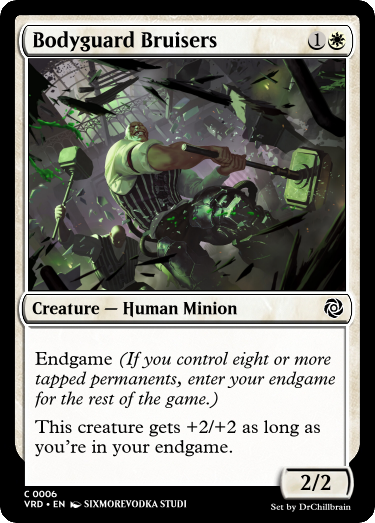 Bodyguard Bruisers 1
Creature — Human Minion
Endgame (If you control eight or more
tapped permanents, enter your endgame
for the rest of the game.)
This creature gets +2/+2 as long as
you're in your endgame.
2/2
C 0006
VRD • EN SIXMOREVODKA STUDI
Set by DrChillbrain